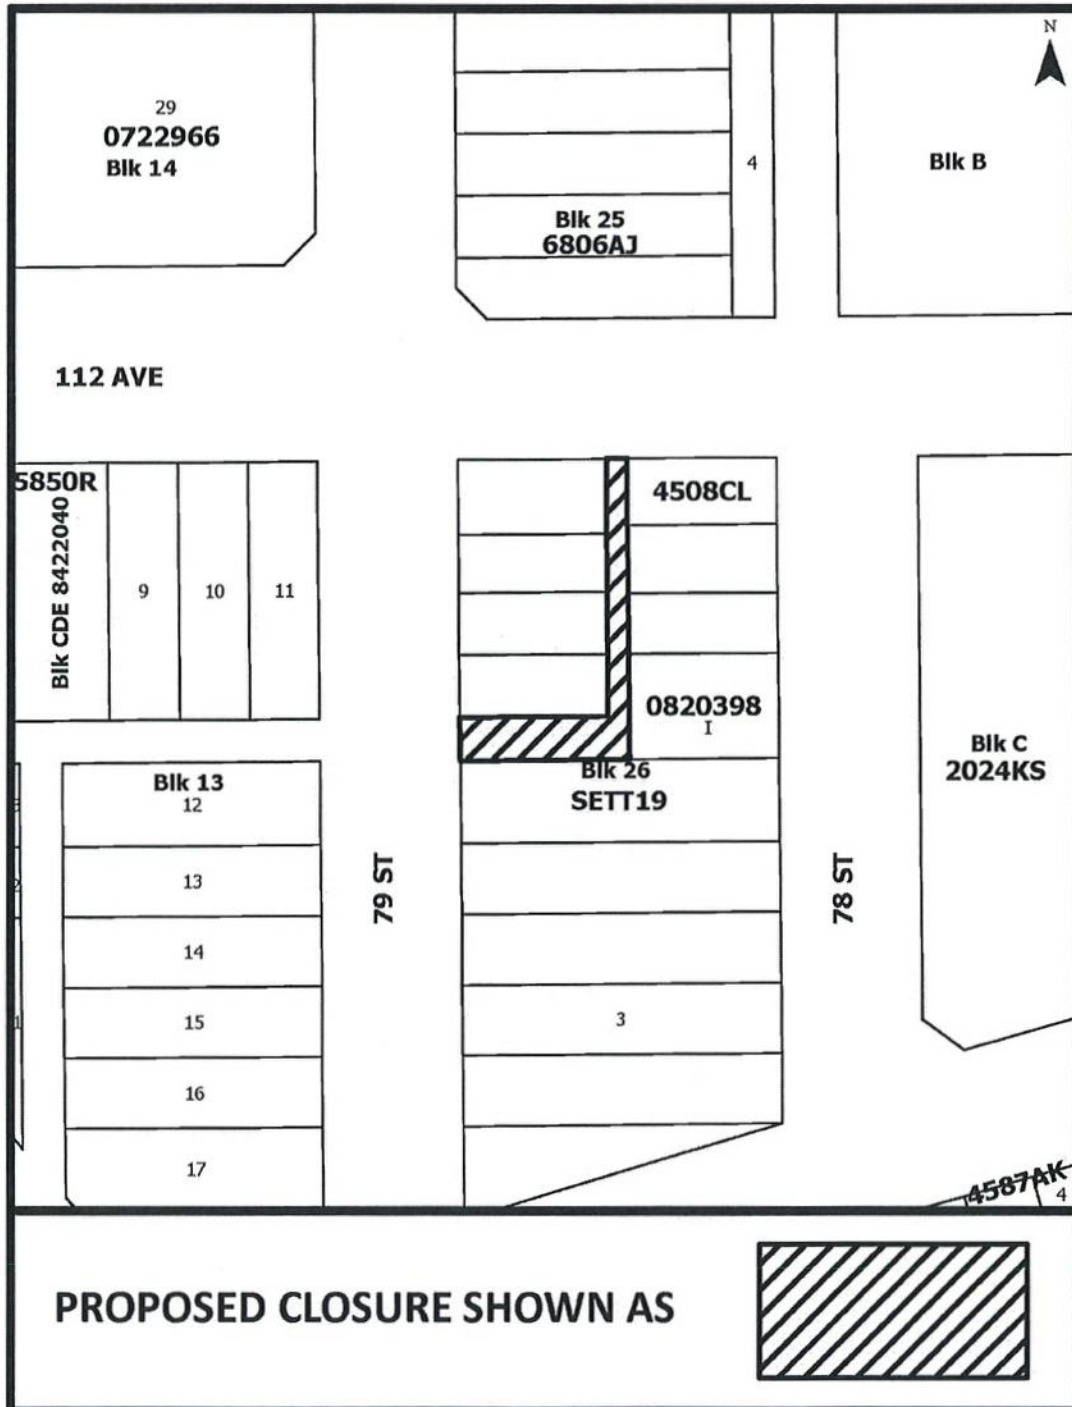 N
29
0722966
Blk 14
4
Blk B
Blk 25
6806AJ
112 AVE
5850R
Blk CDE 8422040
9
10
11
4508CL
0820398
I
Blk C
2024KS
Blk 13
12
Blk 26
SETT19
13
79 ST
78 ST
14
15
3
1
16
17
4587AK
4
PROPOSED CLOSURE SHOWN AS